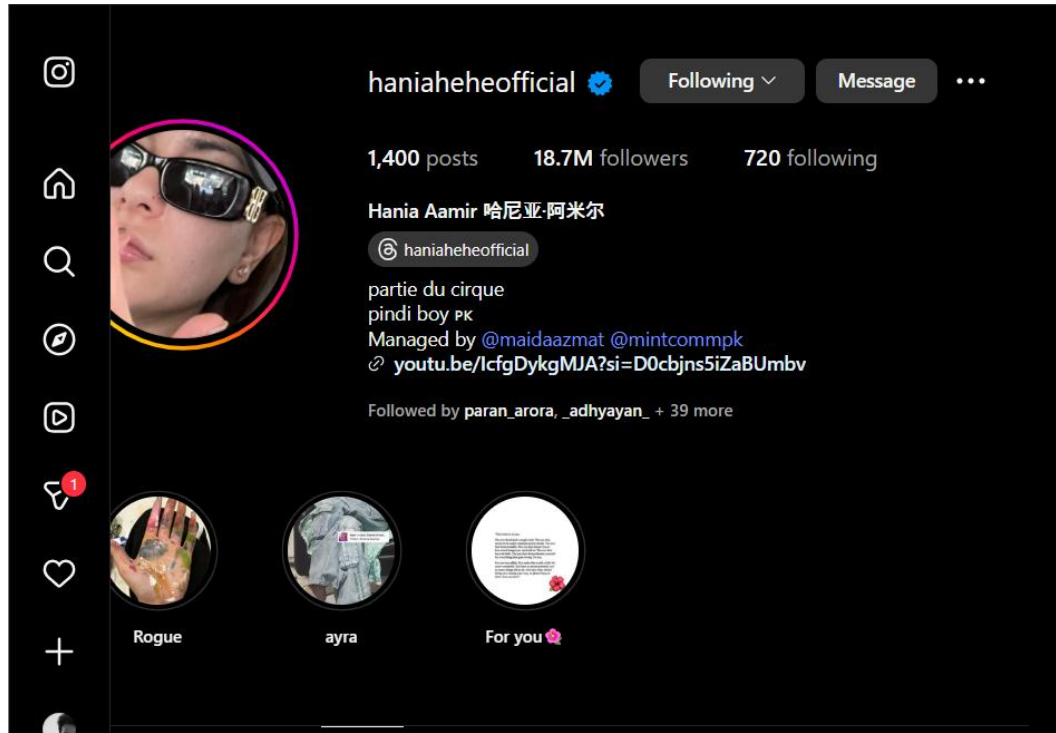 haniaheheofficial Following Message
1,400 posts 18.7M followers 720 following
Hania Aamir 哈尼亚·阿米尔
haniaheheofficial
partie du cirque
pindi boy PK
Managed by @maidaazmat @mintcommpk
youtu.be/IcfgDykgMJA?si=D0cbjns5iZaBUmbv
Followed by paran_arora, _adhyayan_ + 39 more
1
Rogue ayra For you